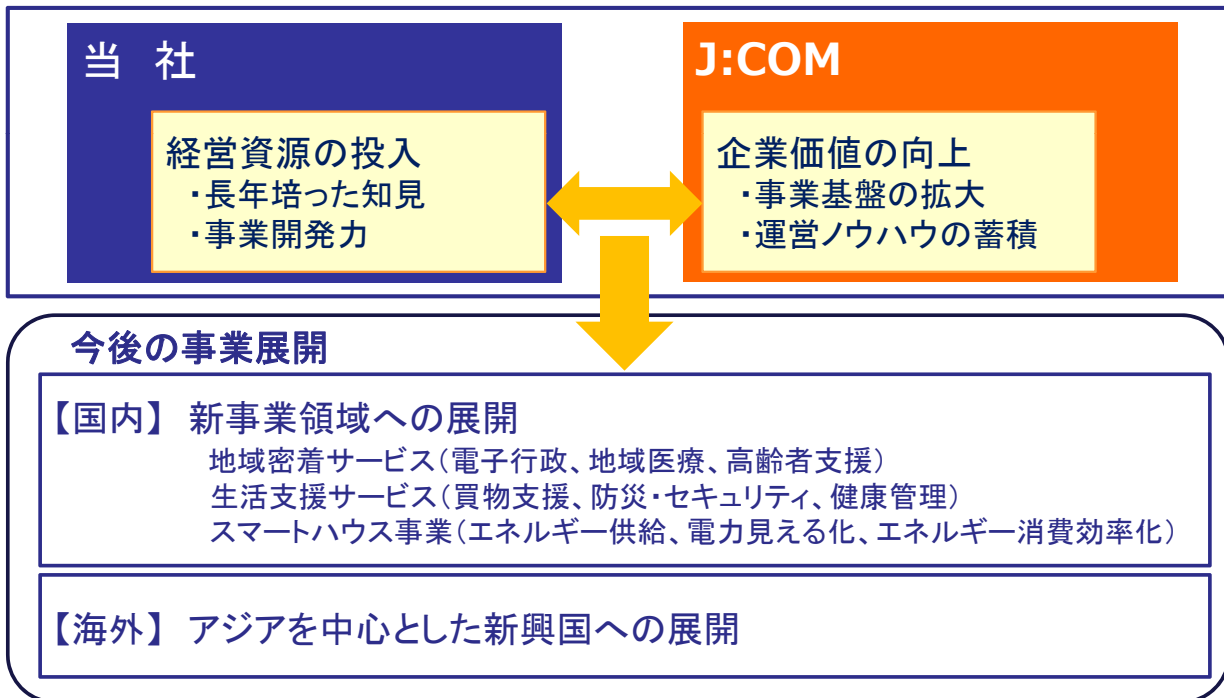 当 社
経営資源の投入
・長年培った知見
・事業開発力
J:COM
企業価値の向上
・事業基盤の拡大
・運営ノウハウの蓄積
今後の事業展開
【国内】 新事業領域への展開
地域密着サービス(電子行政、地域医療、高齢者支援)
生活支援サービス(買物支援、防災・セキュリティ、健康管理)
スマートハウス事業(エネルギー供給、電力見える化、エネルギー消費効率化)
【海外】 アジアを中心とした新興国への展開